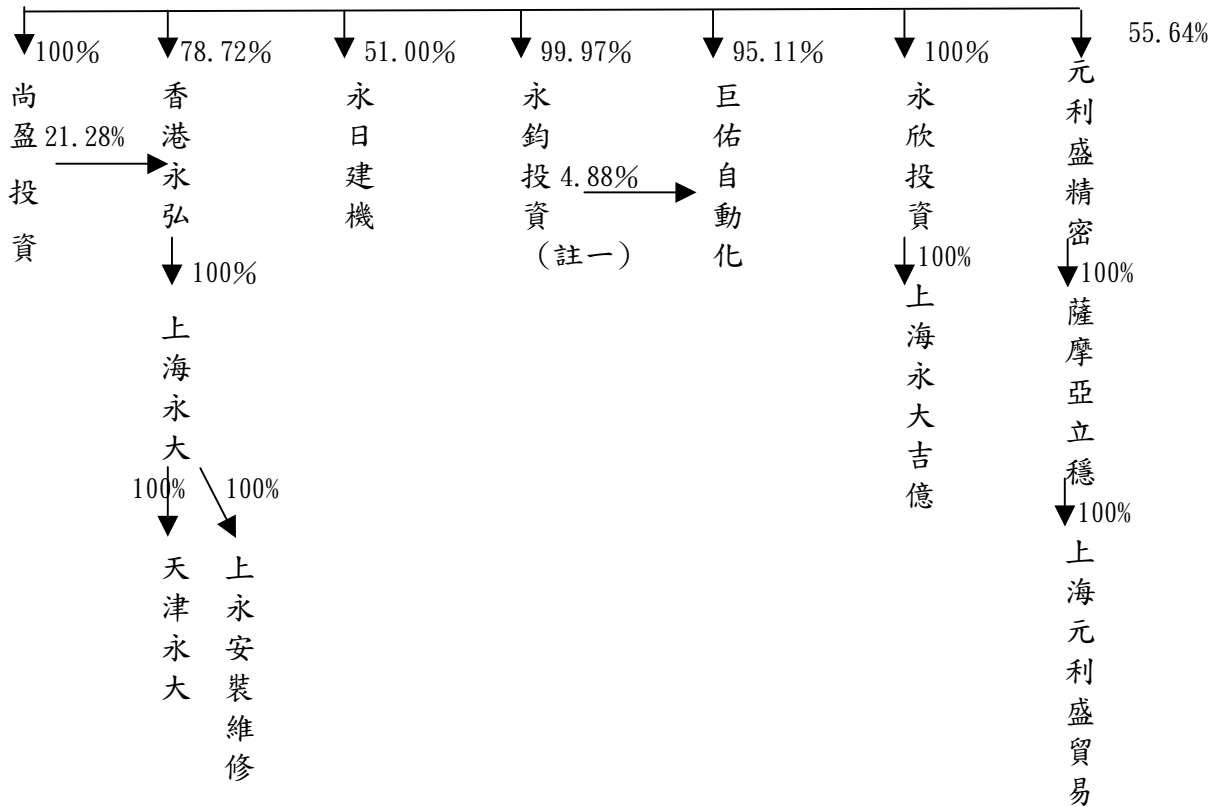 100%
78.72%
51.00%
99.97%
95.11%
100%
55.64%
尚盈投資
21.28%
香港永弘
永日建機
永鈞投資
(註一)
4.88%
巨佑自動化
永欣投資
元利盛精密
100%
100%
100%
上海永大
上海永大吉億
薩摩亞立穩
100%
100%
100%
天津永大
上永安裝維修
上海元利盛貿易